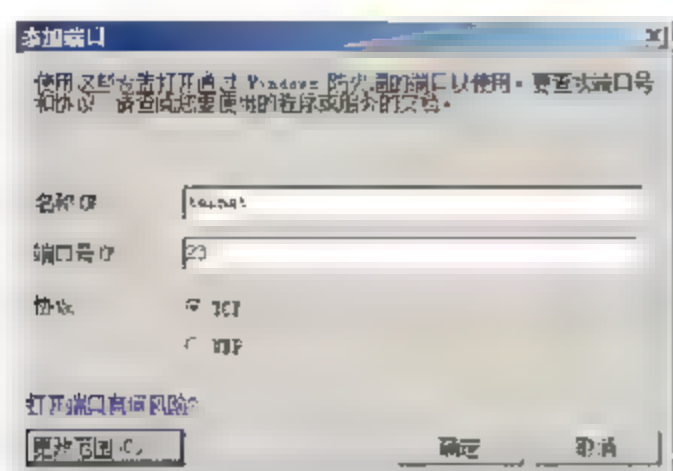 添加端口
使用这些设置打开通过 Windows 防火墙的端口以使用。要查找端口号
和协议，请查阅您要使用的程序或服务的文档。
名称
telnet
端口号
23
协议
TCP
UDP
打开端口有何风险?
更改范围(C)...
确定
取消